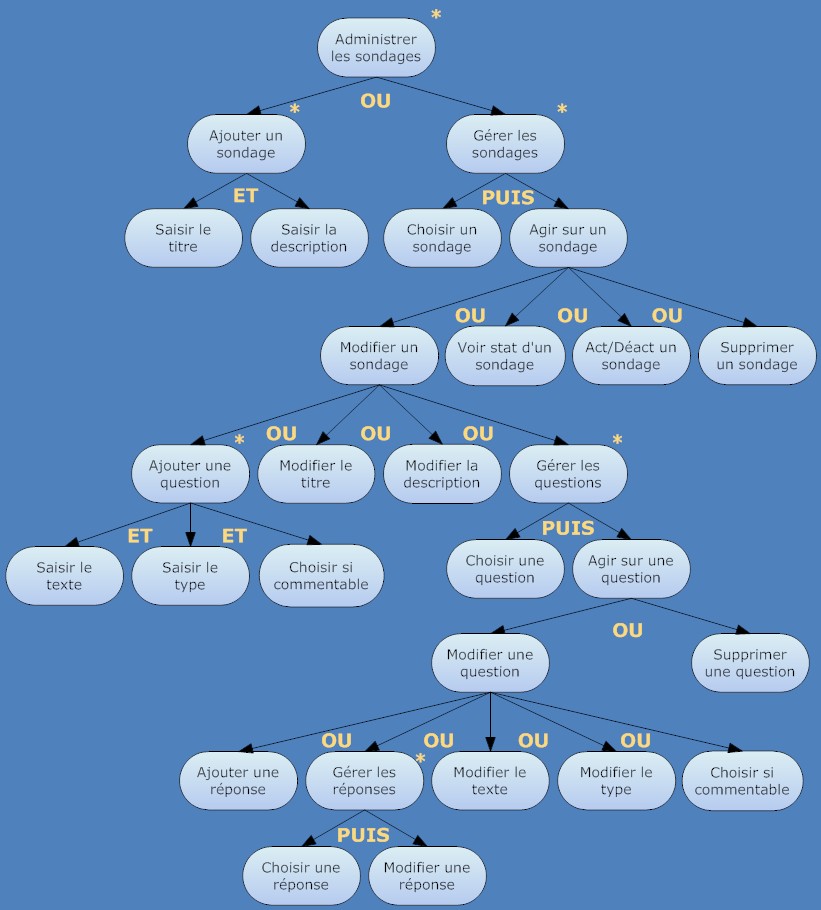 *
Administrer
les sondages
OU
*
*
Ajouter un
sondage
Gérer les
sondages
ET
PUIS
Saisir le
titre
Saisir la
description
Choisir un
sondage
Agir sur un
sondage
OU
OU
OU
Modifier un
sondage
Voir stat d'un
sondage
Act/Déact un
sondage
Supprimer
un sondage
*
OU
OU
OU
*
Ajouter une
question
Modifier le
titre
Modifier la
description
Gérer les
questions
ET
ET
PUIS
Saisir le
texte
Saisir le
type
Choisir si
commentable
Choisir une
question
Agir sur une
question
OU
Modifier une
question
Supprimer
une question
OU
OU
OU
OU
*
Ajouter une
réponse
Gérer les
réponses
Modifier le
texte
Modifier le
type
Choisir si
commentable
PUIS
Choisir une
réponse
Modifier une
réponse